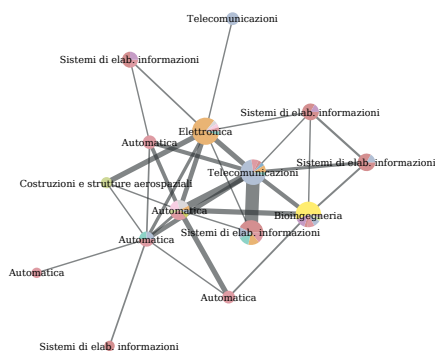 Telecomunicazioni
Sistemi di elab. informazioni
Sistemi di elab. informazioni
Elettronica
Automatica
Sistemi di elab. informazioni
Telecomunicazioni
Costruzioni e strutture aerospaziali
Automatica
Bioingegneria
Sistemi di elab. informazioni
Automatica
Automatica
Automatica
Sistemi di elab. informazioni